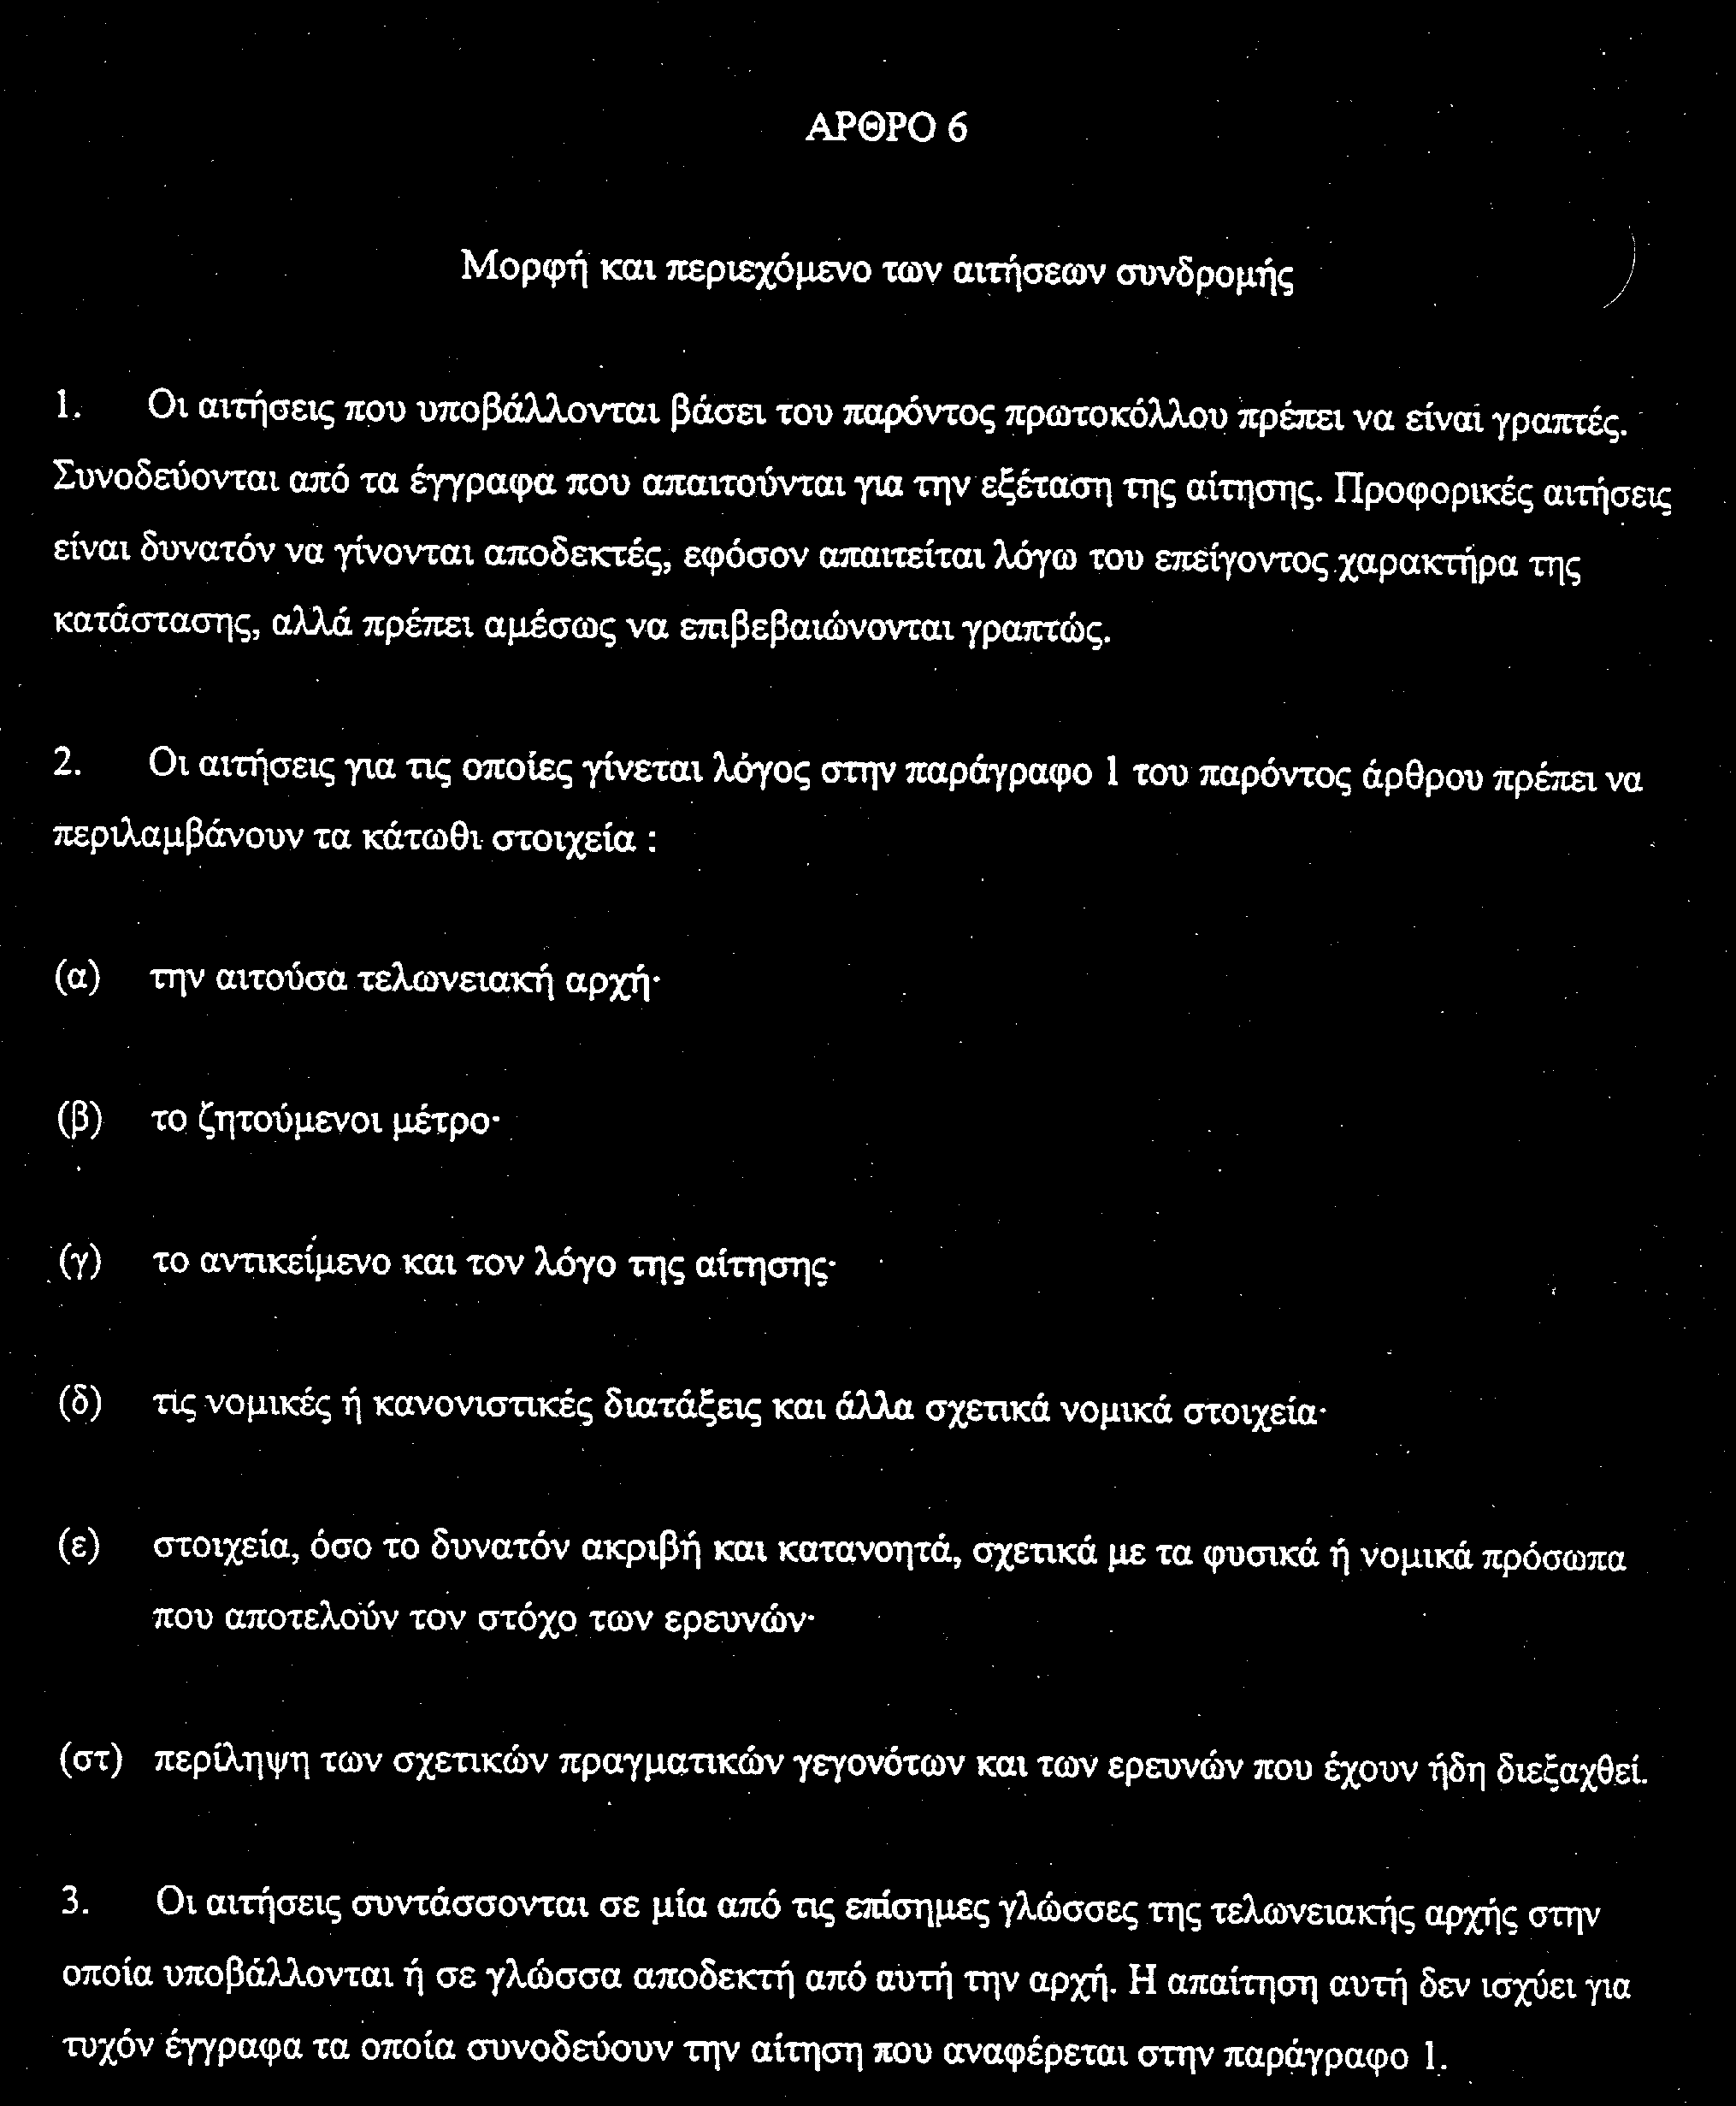 ΑΡΘΡΟ 6
Μορφή και περιεχόμενο των αιτήσεων συνδρομής
1. Οι αιτήσεις που υποβάλλονται βάσει του παρόντος πρωτοκόλλου πρέπει να είναι γραπτές.
Συνοδεύονται από τα έγγραφα που απαιτούνται για την εξέταση της αίτησης. Προφορικές αιτήσεις
είναι δυνατόν να γίνονται αποδεκτές, εφόσον απαιτείται λόγω του επείγοντος χαρακτήρα της
κατάστασης, αλλά πρέπει αμέσως να επιβεβαιώνονται γραπτώς.
2. Οι αιτήσεις για τις οποίες γίνεται λόγος στην παράγραφο 1 του παρόντος άρθρου πρέπει να
περιλαμβάνουν τα κάτωθι στοιχεία :
(α) την αιτούσα τελωνειακή αρχή·
(β) το ζητούμενοι μέτρο·
(γ) το αντικείμενο και τον λόγο της αίτησης·
(δ) τις νομικές ή κανονιστικές διατάξεις και άλλα σχετικά νομικά στοιχεία·
(ε) στοιχεία, όσο το δυνατόν ακριβή και κατανοητά, σχετικά με τα φυσικά ή νομικά πρόσωπα
που αποτελούν τον στόχο των ερευνών·
(στ) περίληψη των σχετικών πραγματικών γεγονότων και των ερευνών που έχουν ήδη διεξαχθεί.
3. Οι αιτήσεις συντάσσονται σε μία από τις επίσημες γλώσσες της τελωνειακής αρχής στην
οποία υποβάλλονται ή σε γλώσσα αποδεκτή από αυτή την αρχή. Η απαίτηση αυτή δεν ισχύει για
τυχόν έγγραφα τα οποία συνοδεύουν την αίτηση που αναφέρεται στην παράγραφο 1.